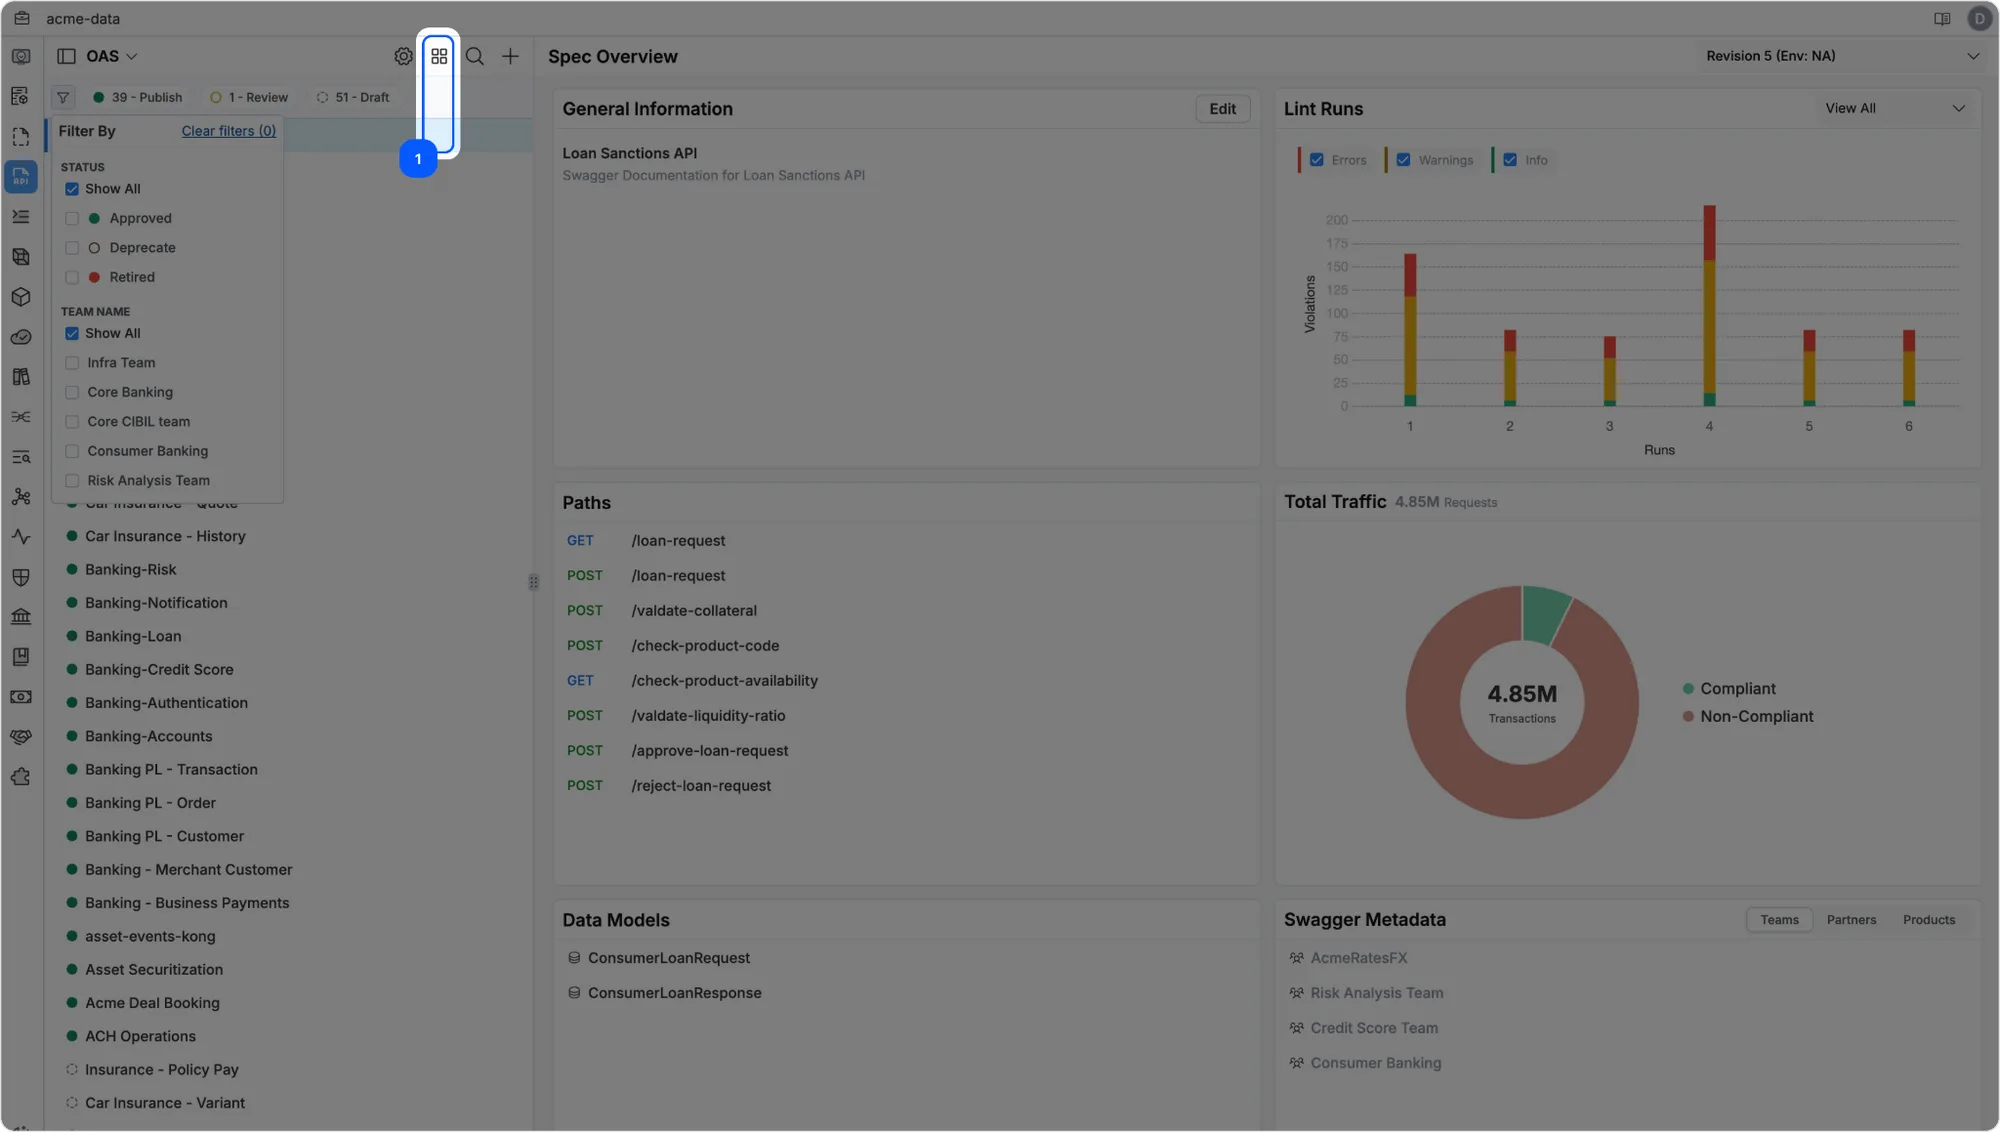 acme-data
D
OAS
Spec Overview
Revision 5 (Env: NA)
39 - Publish
1 - Review
51 - Draft
1
Filter By
Clear filters (0)
STATUS
Show All
Approved
Deprecate
Retired
TEAM NAME
Show All
Infra Team
Core Banking
Core CIBIL team
Consumer Banking
Risk Analysis Team
Car Insurance - Quote
Car Insurance - History
Banking-Risk
Banking-Notification
Banking-Loan
Banking-Credit Score
Banking-Authentication
Banking-Accounts
Banking PL - Transaction
Banking PL - Order
Banking PL - Customer
Banking - Merchant Customer
Banking - Business Payments
asset-events-kong
Asset Securitization
Acme Deal Booking
ACH Operations
Insurance - Policy Pay
Car Insurance - Variant
General Information
Edit
Loan Sanctions API
Swagger Documentation for Loan Sanctions API
Lint Runs
View All
Errors
Warnings
Info
200
175
150
125
100
75
50
25
0
Violations
1 2 3 4 5 6
Runs
Paths
GET /loan-request
POST /loan-request
POST /valdate-collateral
POST /check-product-code
GET /check-product-availability
POST /valdate-liquidity-ratio
POST /approve-loan-request
POST /reject-loan-request
Total Traffic 4.85M Requests
4.85M
Transactions
Compliant
Non-Compliant
Data Models
ConsumerLoanRequest
ConsumerLoanResponse
Swagger Metadata
Teams
Partners
Products
AcmeRatesFX
Risk Analysis Team
Credit Score Team
Consumer Banking